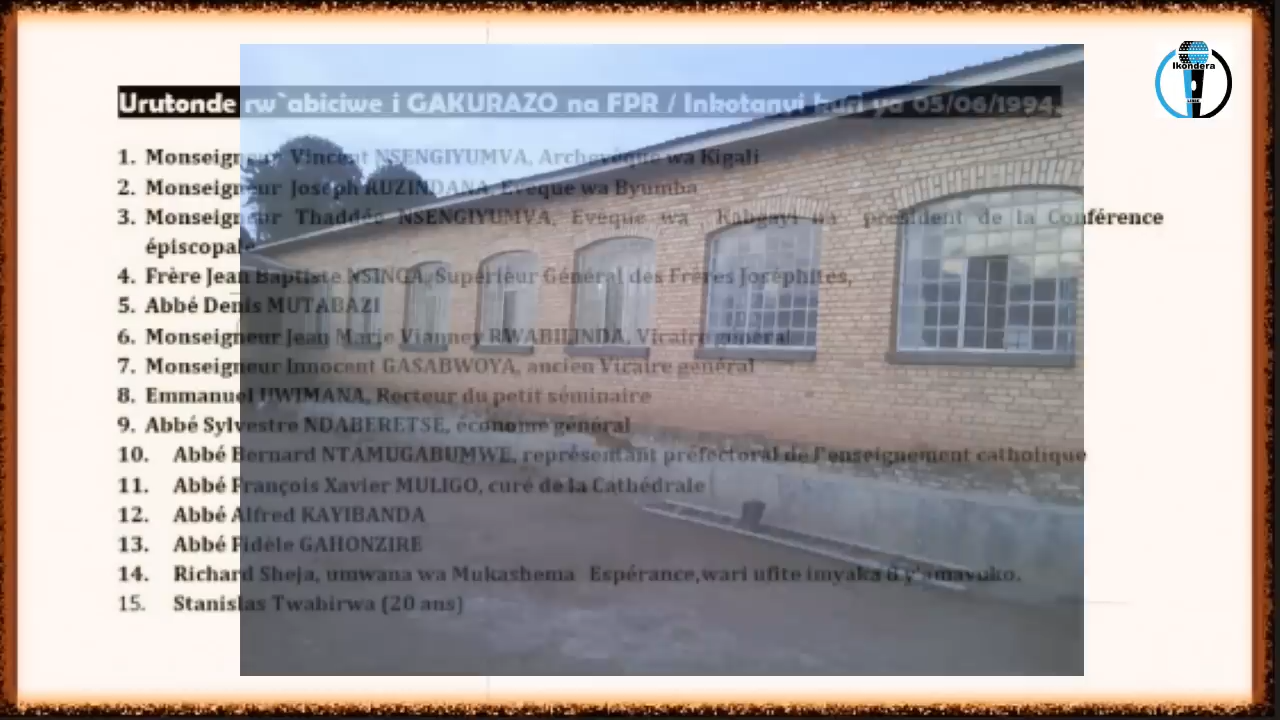 Urutonde rw`abiciwe i GAKURAZO na FPR / Inkotanyi kuri ya 05/06/1994.
Ikondera
LIBRE
1. Monseigneur Vincent NSENGIYUMVA, Archevêque wa Kigali
2. Monseigneur Joseph RUZINDANA, Evêque wa Byumba
3. Monseigneur Thaddée NSENGIYUMVA, Evêque wa Kabgayi président de la Conférence
épiscopale
4. Frère Jean Baptiste NSINGA, Supérieur Général des Frères Joséphites,
5. Abbé Denis MUTABAZI
6. Monseigneur Jean Marie Vianney RWABILINDA, Vicaire général
7. Monseigneur Innocent GASABWOYA, ancien Vicaire général
8. Emmanuel UWIMANA, Recteur du petit séminaire
9. Abbé Sylvestre NDABERETSE, économe général
10. Abbé Bernard NTAMUGABUMWE, représentant préfectoral de l'enseignement catholique
11. Abbé François Xavier MULIGO, curé de la Cathédrale
12. Abbé Alfred KAYIBANDA
13. Abbé Fidèle GAHONZIRE
14. Richard Sheja, umwana wa Mukashema Espérance,wari ufite imyaka y'amavuko.
15. Stanislas Twabirwa (20 ans)